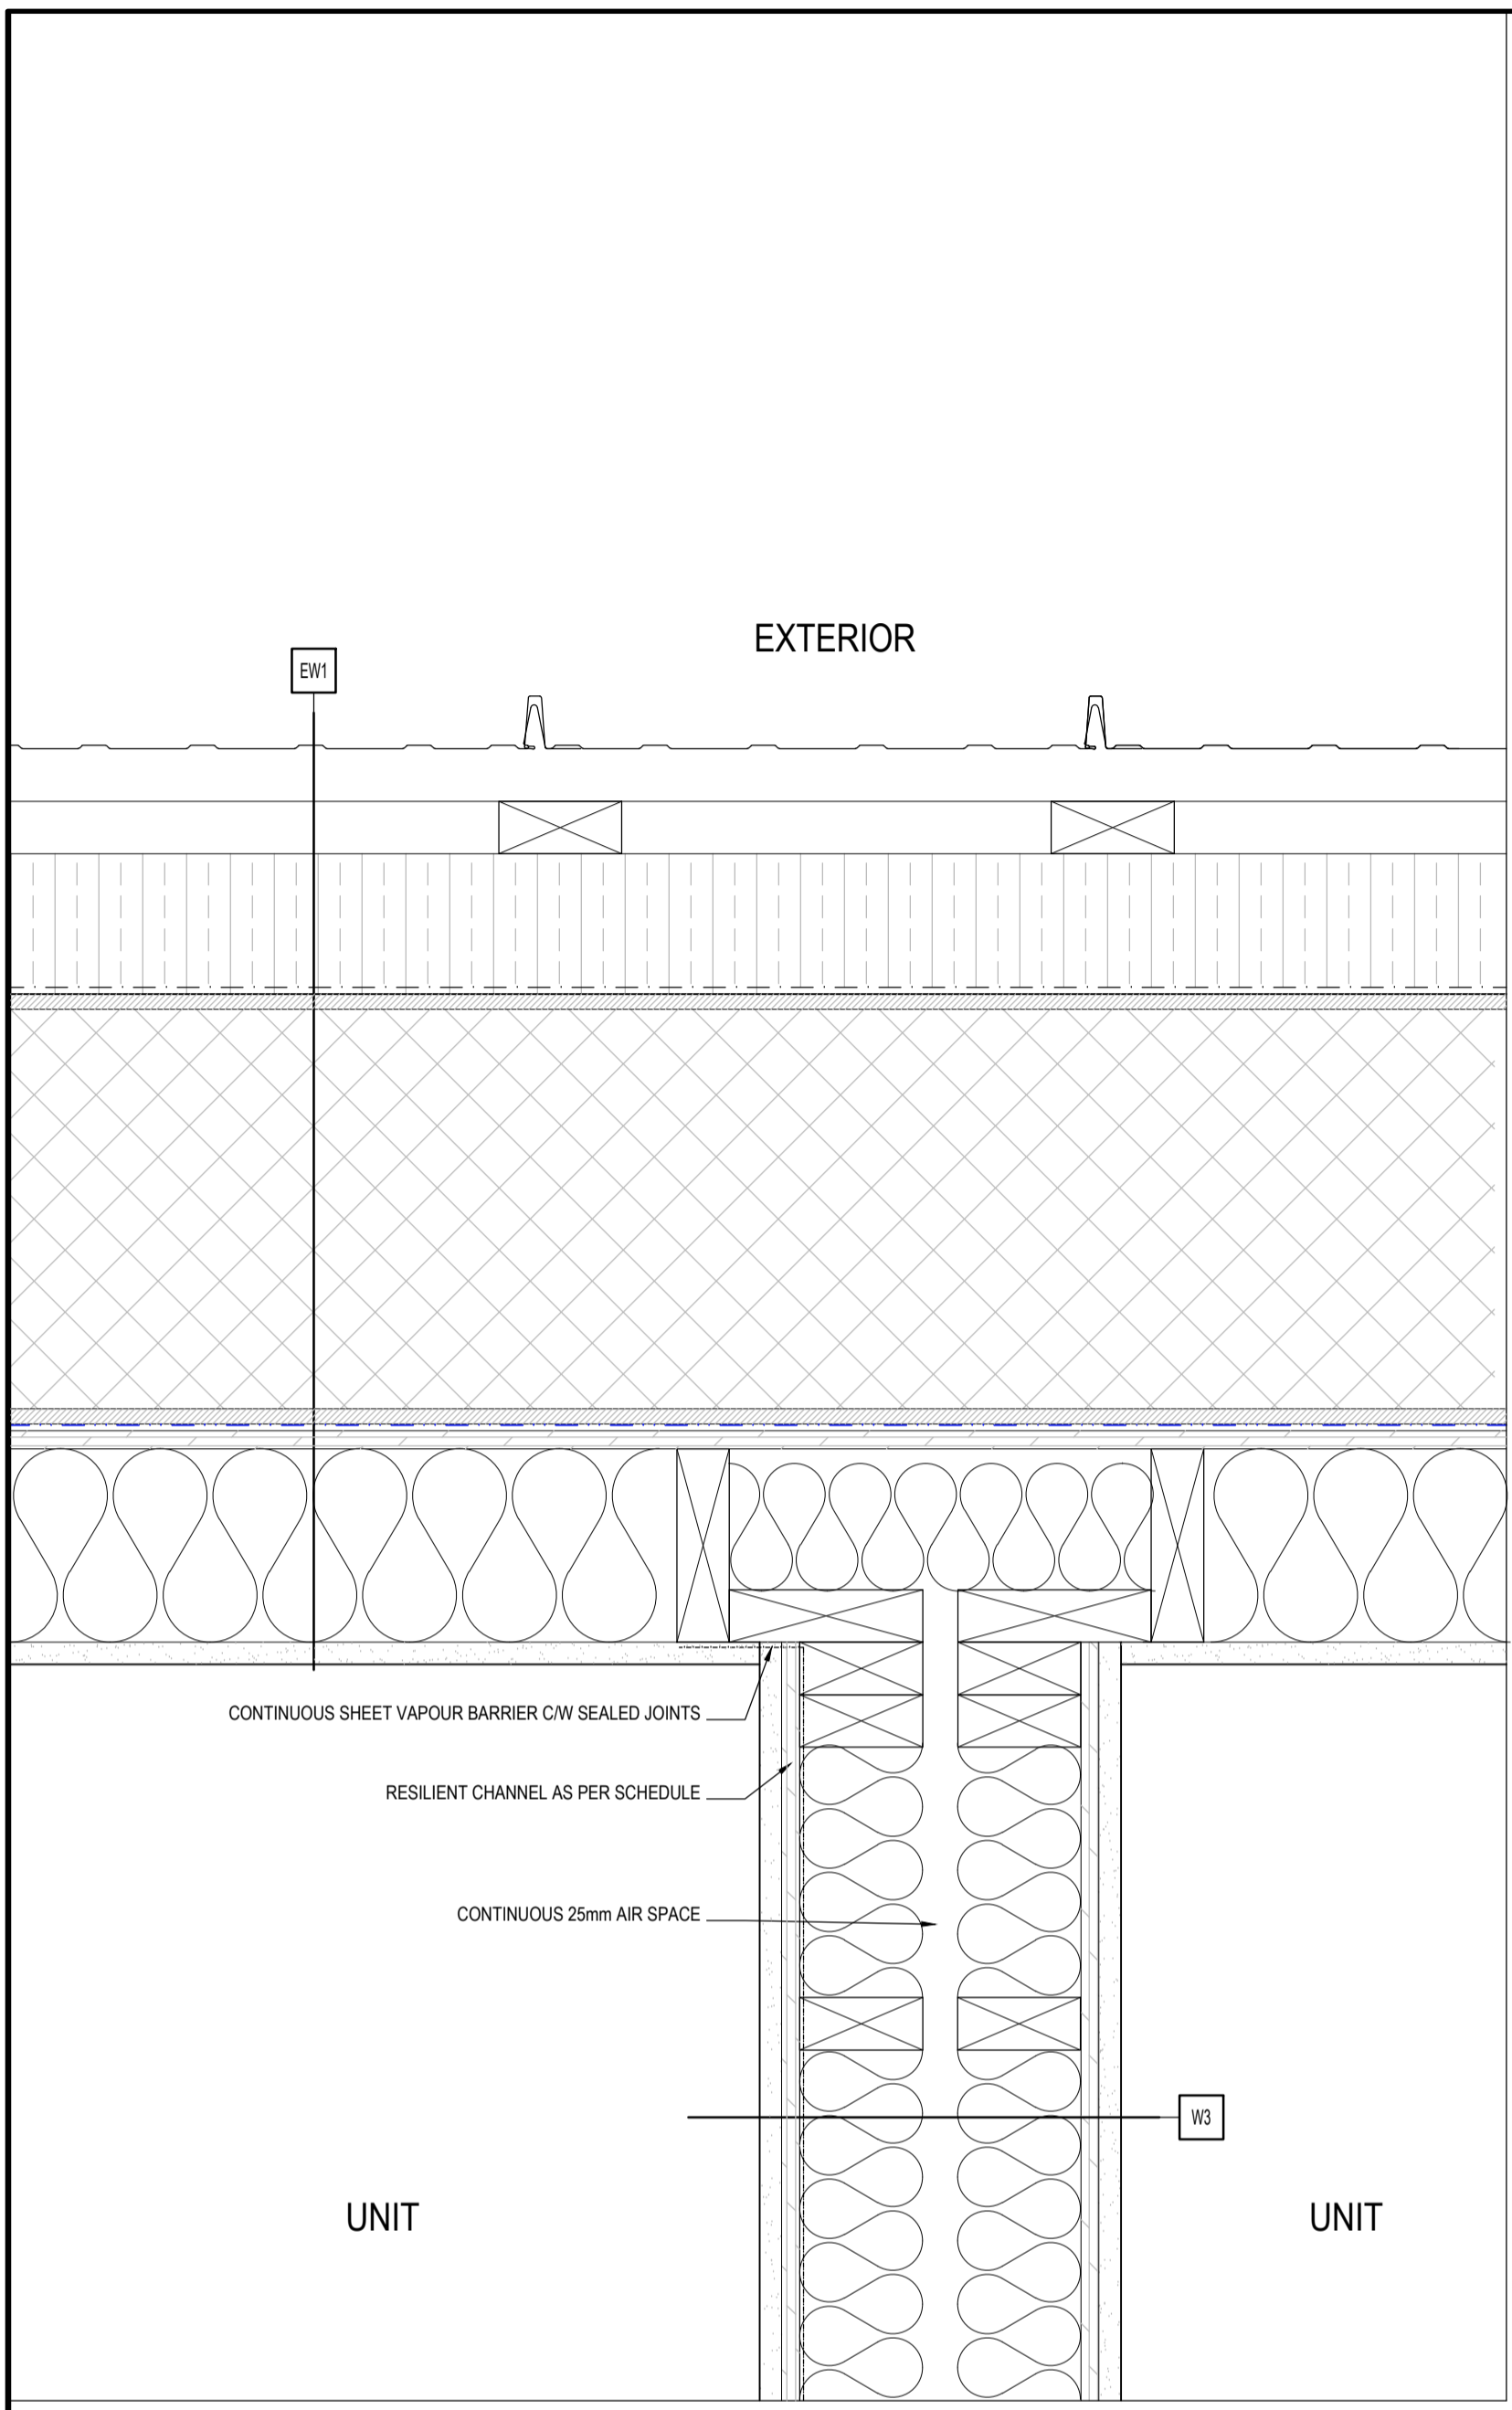 EXTERIOR
EW1
CONTINUOUS SHEET VAPOUR BARRIER C/W SEALED JOINTS
RESILIENT CHANNEL AS PER SCHEDULE
CONTINUOUS 25mm AIR SPACE
W3
UNIT
UNIT